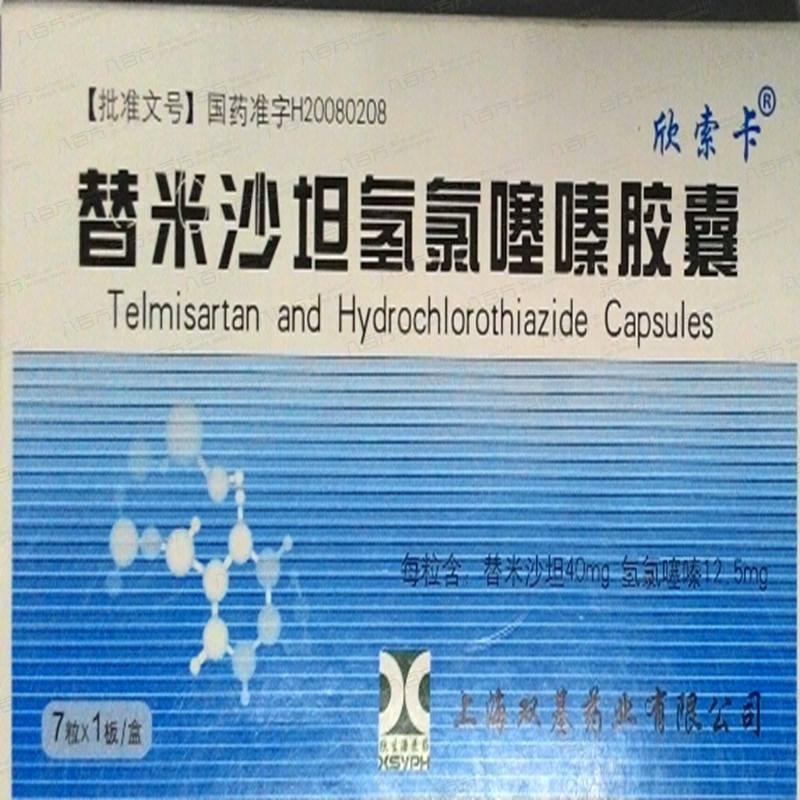 【批准文号】国药准字H20080208
欣索卡®
替米沙坦氢氯噻嗪胶囊
Telmisartan and Hydrochlorothiazide Capsules
每粒含：替米沙坦40mg 氢氯噻嗪12.5mg
XSYPH
上海双基药业有限公司
7粒×1板/盒